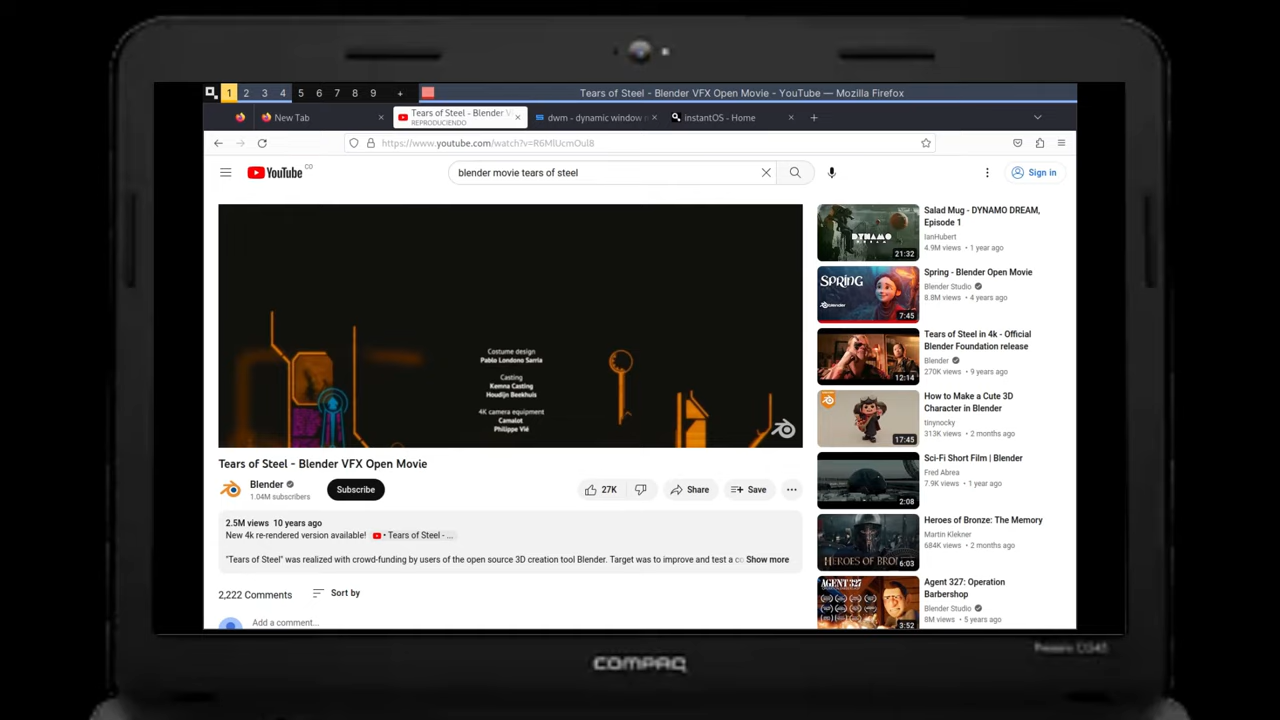 1 2 3 4 5 6 7 8 9 + Tears of Steel - Blender VFX Open Movie - YouTube — Mozilla Firefox
New Tab
Tears of Steel - Blender V
REPRODUCIENDO
dwm - dynamic window
instantOS - Home
https://www.youtube.com/watch?v=R6MlUcmOul8
YouTube CO
blender movie tears of steel
Sign in
Costume design
Pablo Londono Sarria
Casting
Kemna Casting
Houdijn Beekhuis
4K camera equipment
Camalot
Philippe Vié
Tears of Steel - Blender VFX Open Movie
Blender
1.04M subscribers
Subscribe
27K
Share
Save
2.5M views 10 years ago
New 4k re-rendered version available! • Tears of Steel - ...
"Tears of Steel" was realized with crowd-funding by users of the open source 3D creation tool Blender. Target was to improve and test a co Show more
2,222 Comments
Sort by
Add a comment...
DYNAMO
DREAM
21:32
Salad Mug - DYNAMO DREAM,
Episode 1
IanHubert
4.9M views • 1 year ago
SPRING
blender
7:45
Spring - Blender Open Movie
Blender Studio
8.8M views • 4 years ago
12:14
Tears of Steel in 4k - Official
Blender Foundation release
Blender
270K views • 9 years ago
17:45
How to Make a Cute 3D
Character in Blender
tinynocky
313K views • 2 months ago
2:08
Sci-Fi Short Film | Blender
Fred Abrea
7.9K views • 1 year ago
HEROES OF BRON
6:03
Heroes of Bronze: The Memory
Martin Klekner
684K views • 2 months ago
AGENT 327
3:52
Agent 327: Operation
Barbershop
Blender Studio
8M views • 5 years ago
COMPAQ